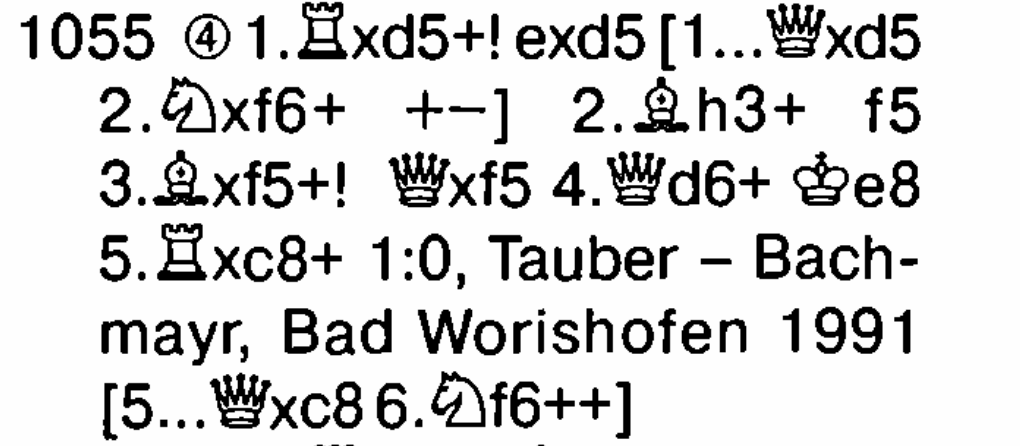 1055 ④ 1.♖xd5+! exd5 [1...♕xd5
2.♘xf6+ +−] 2.♗h3+ f5
3.♗xf5+! ♕xf5 4.♕d6+ ♔e8
5.♖xc8+ 1:0, Tauber – Bach-
mayr, Bad Worishofen 1991
[5...♕xc8 6.♘f6++]